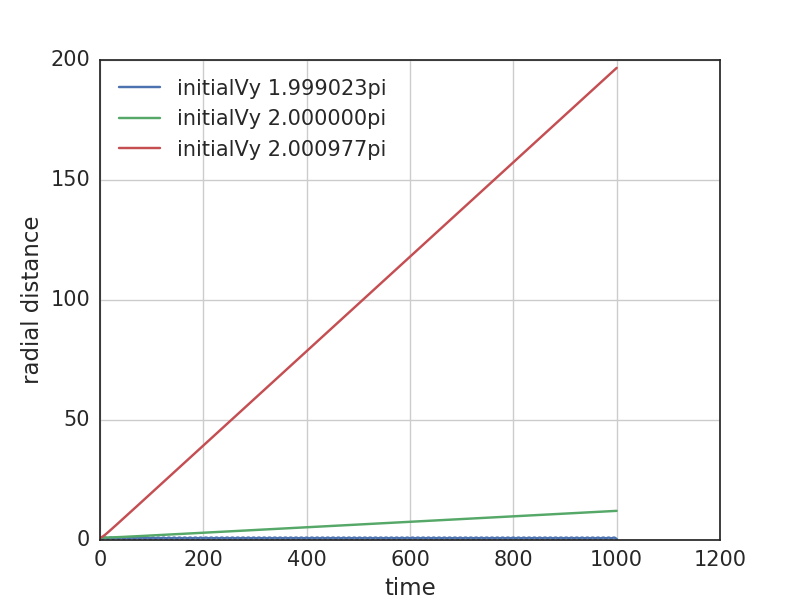 200
150
100
50
0
initialVy 1.999023pi
initialVy 2.000000pi
initialVy 2.000977pi
radial distance
0 200 400 600 800 1000 1200
time